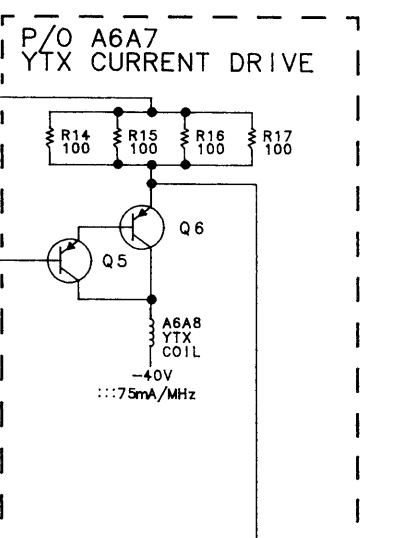 P/O A6A7
YTX CURRENT DRIVE
R14
100
R15
100
R16
100
R17
100
Q6
Q5
A6A8
YTX
COIL
-40V
:::75mA/MHz